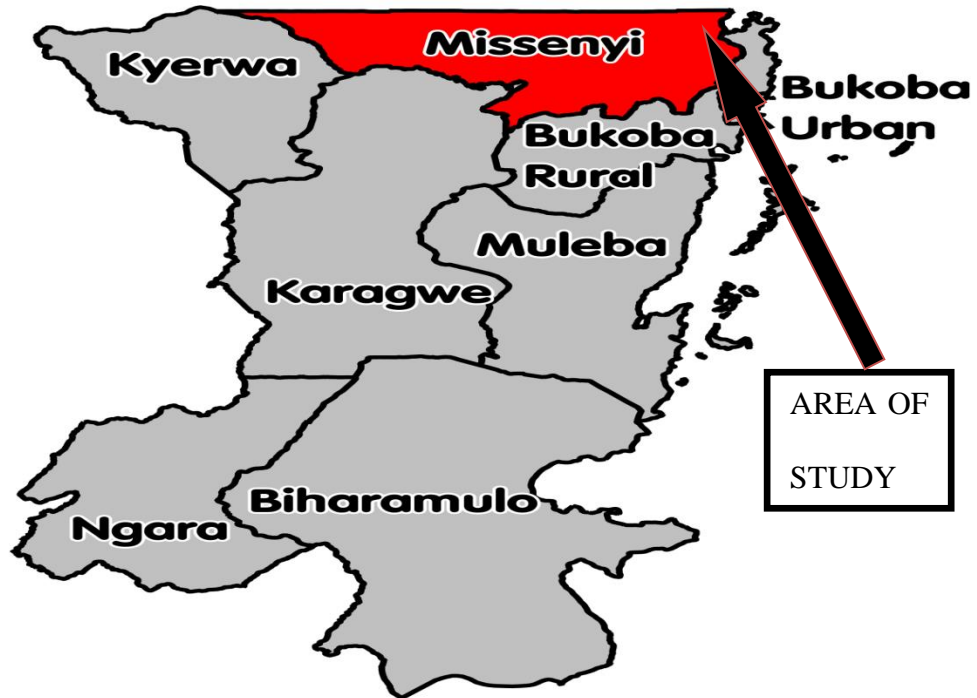 Missenyi
Kyerwa
Bukoba
Urban
Bukoba
Rural
Muleba
Karagwe
AREA OF
STUDY
Biharamulo
Ngara